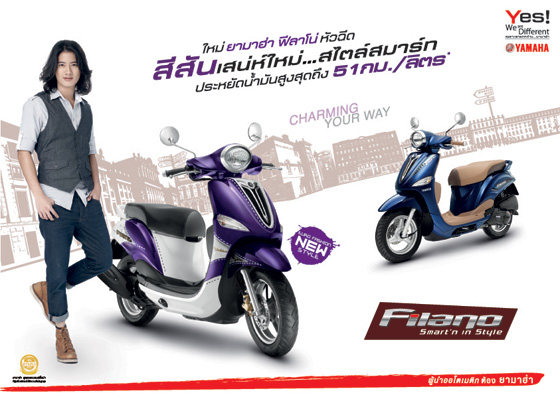 Yes!
We're Different
YAMAHA
ใหม่ ยามาฮ่า ฟีลาโน่ หัวฉีด
สีสันเสน่ห์ใหม่...สไตล์สมาร์ท
ประหยัดน้ำมันสูงสุดถึง 51กม./ลิตร*
CHARMING
YOUR WAY
EURO FASHION
NEW
STYLE
Filano
Smart'n in Style
ผู้นำออโตเมติก ต้อง ยามาฮ่า